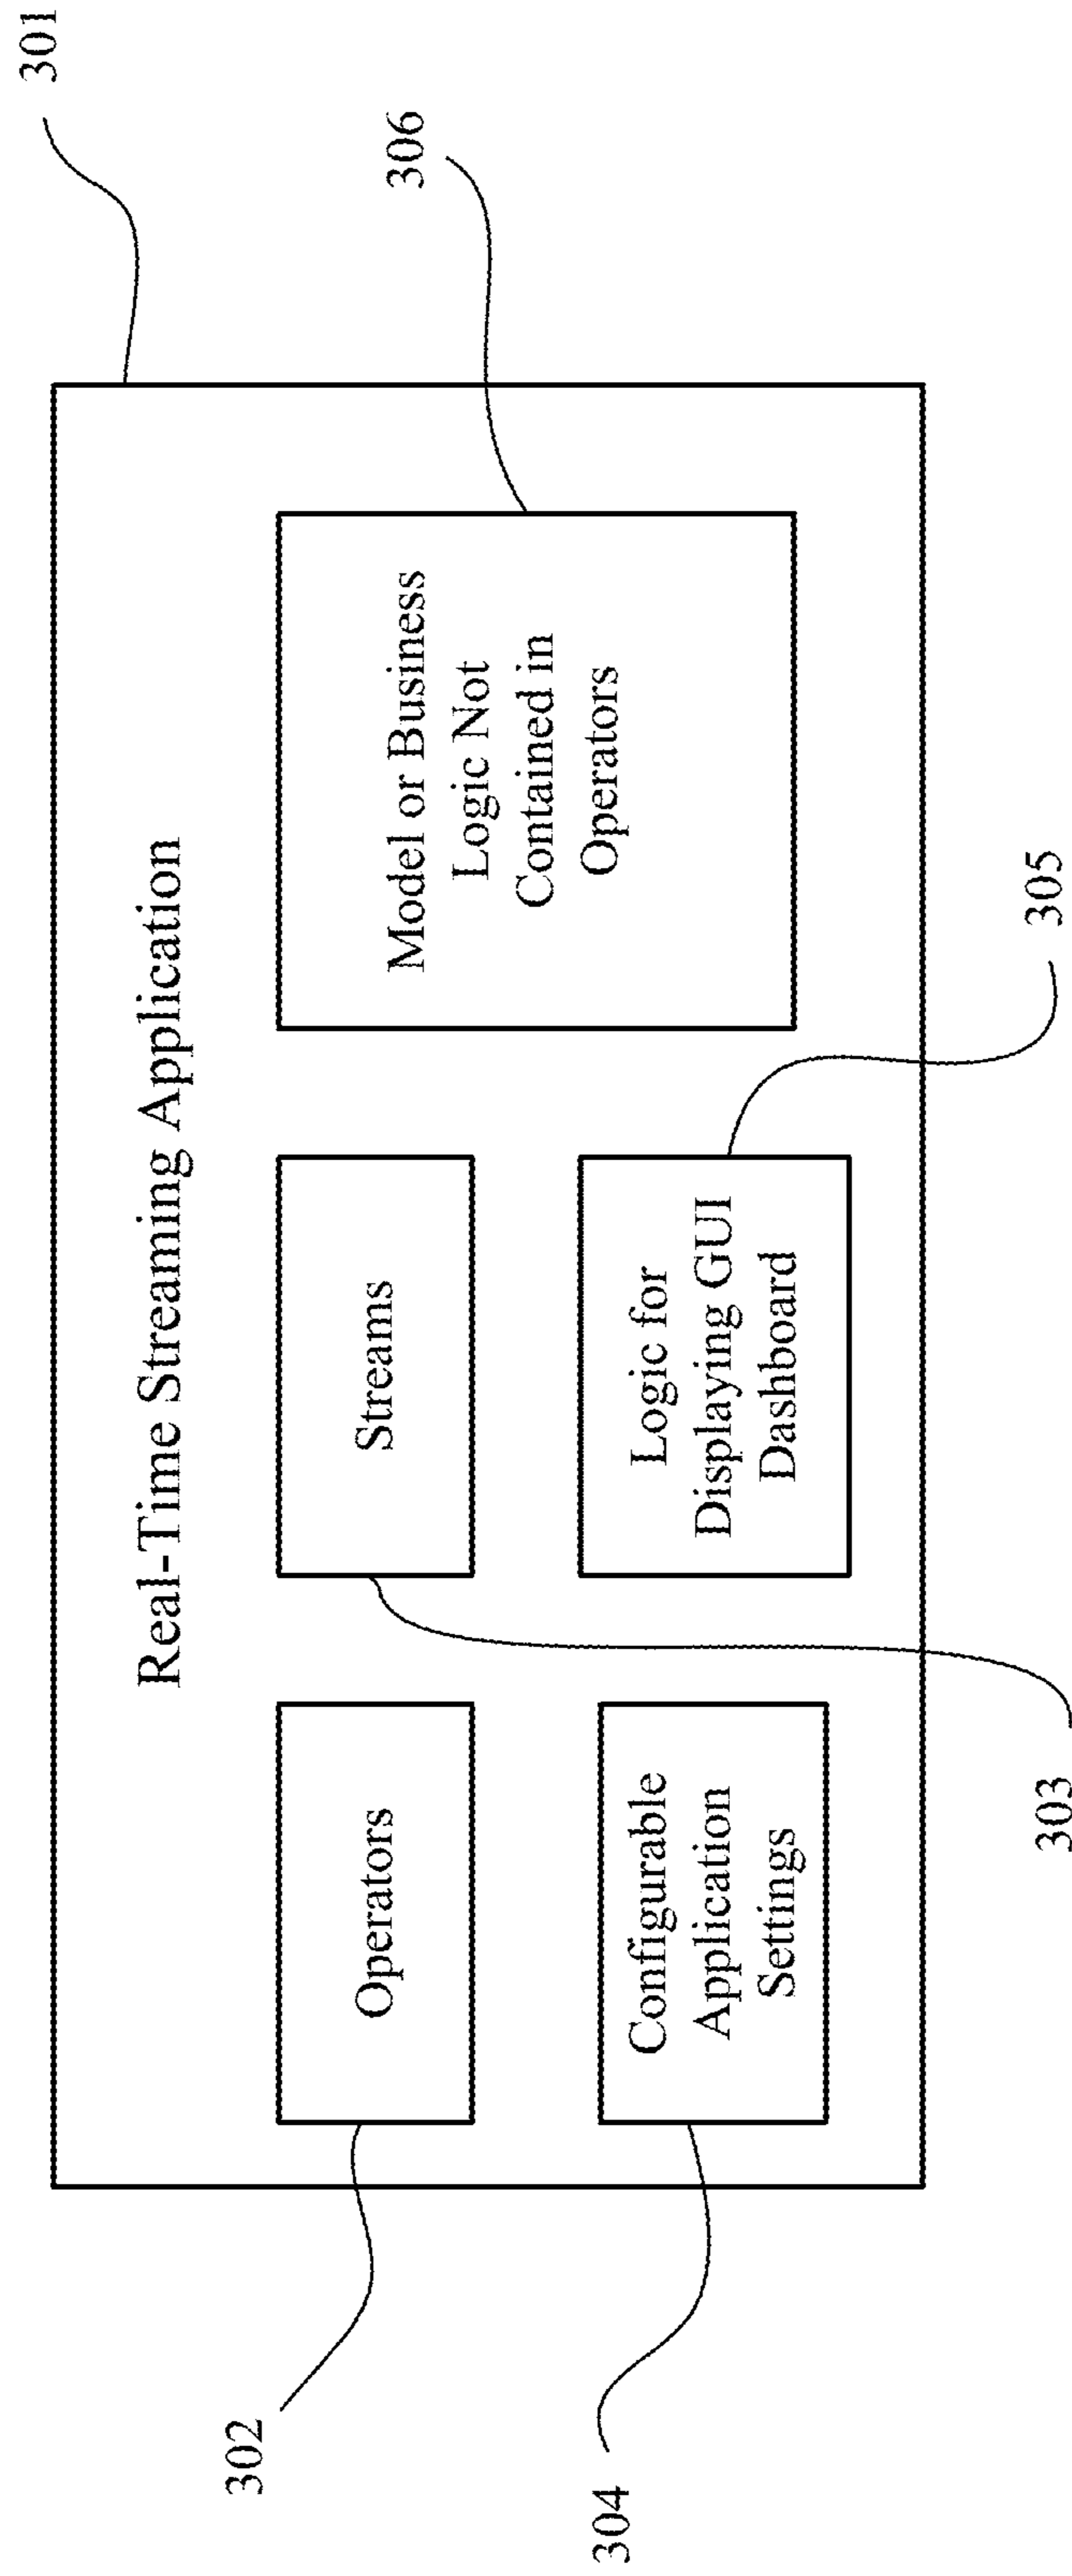 301
Real-Time Streaming Application
306
302
Operators
Streams
Model or Business
Logic Not
Contained in
Operators
304
Configurable
Application
Settings
Logic for
Displaying GUI
Dashboard
303
305